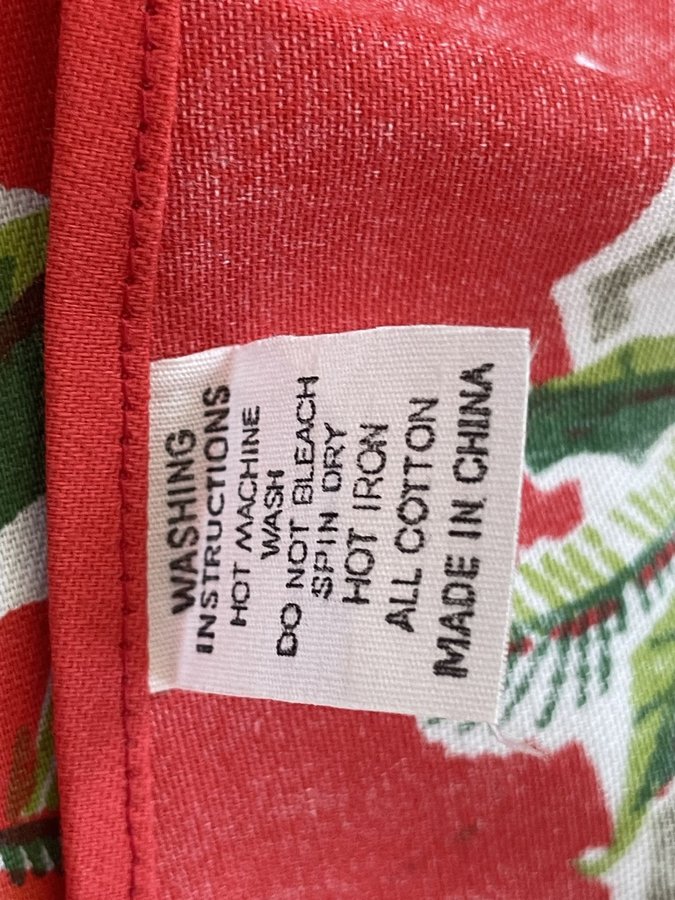 WASHING
INSTRUCTIONS
HOT MACHINE
WASH
DO NOT BLEACH
SPIN DRY
HOT IRON
ALL COTTON
MADE IN CHINA